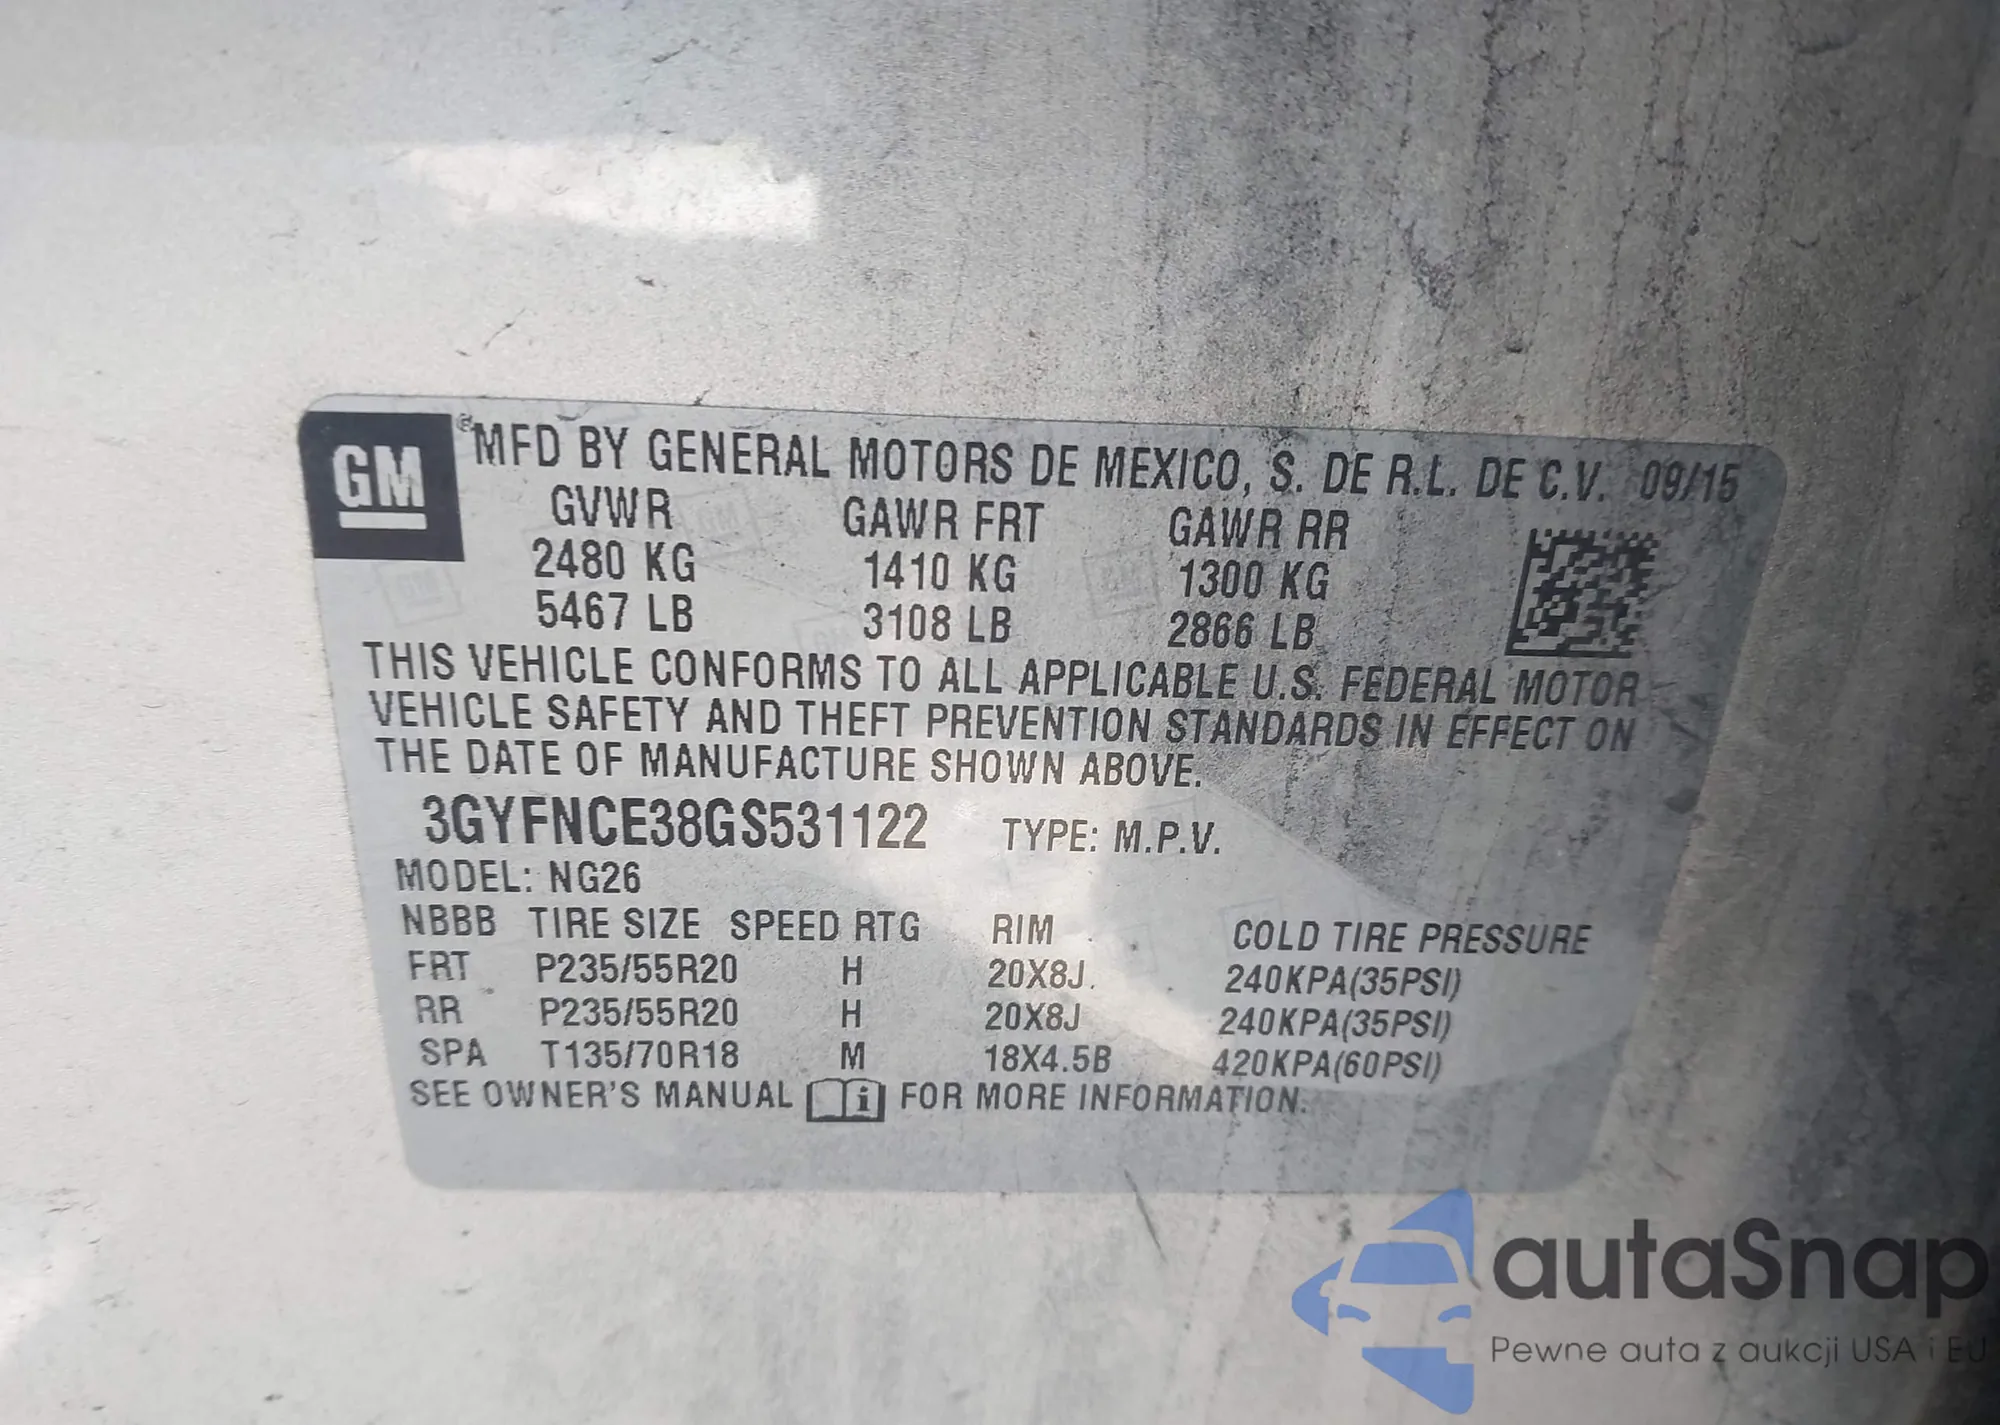 GM
MFD BY GENERAL MOTORS DE MEXICO, S. DE R.L. DE C.V. 09/15
GVWR GAWR FRT GAWR RR
2480 KG 1410 KG 1300 KG
5467 LB 3108 LB 2866 LB
THIS VEHICLE CONFORMS TO ALL APPLICABLE U.S. FEDERAL MOTOR
VEHICLE SAFETY AND THEFT PREVENTION STANDARDS IN EFFECT ON
THE DATE OF MANUFACTURE SHOWN ABOVE.
3GYFNCE38GS531122 TYPE: M.P.V.
MODEL: NG26
NBBB TIRE SIZE SPEED RTG RIM COLD TIRE PRESSURE
FRT P235/55R20 H 20X8J. 240KPA(35PSI)
RR P235/55R20 H 20X8J 240KPA(35PSI)
SPA T135/70R18 M 18X4.5B 420KPA(60PSI)
SEE OWNER'S MANUAL i FOR MORE INFORMATION.
autaSnap
Pewne auta z aukcji USA i EU